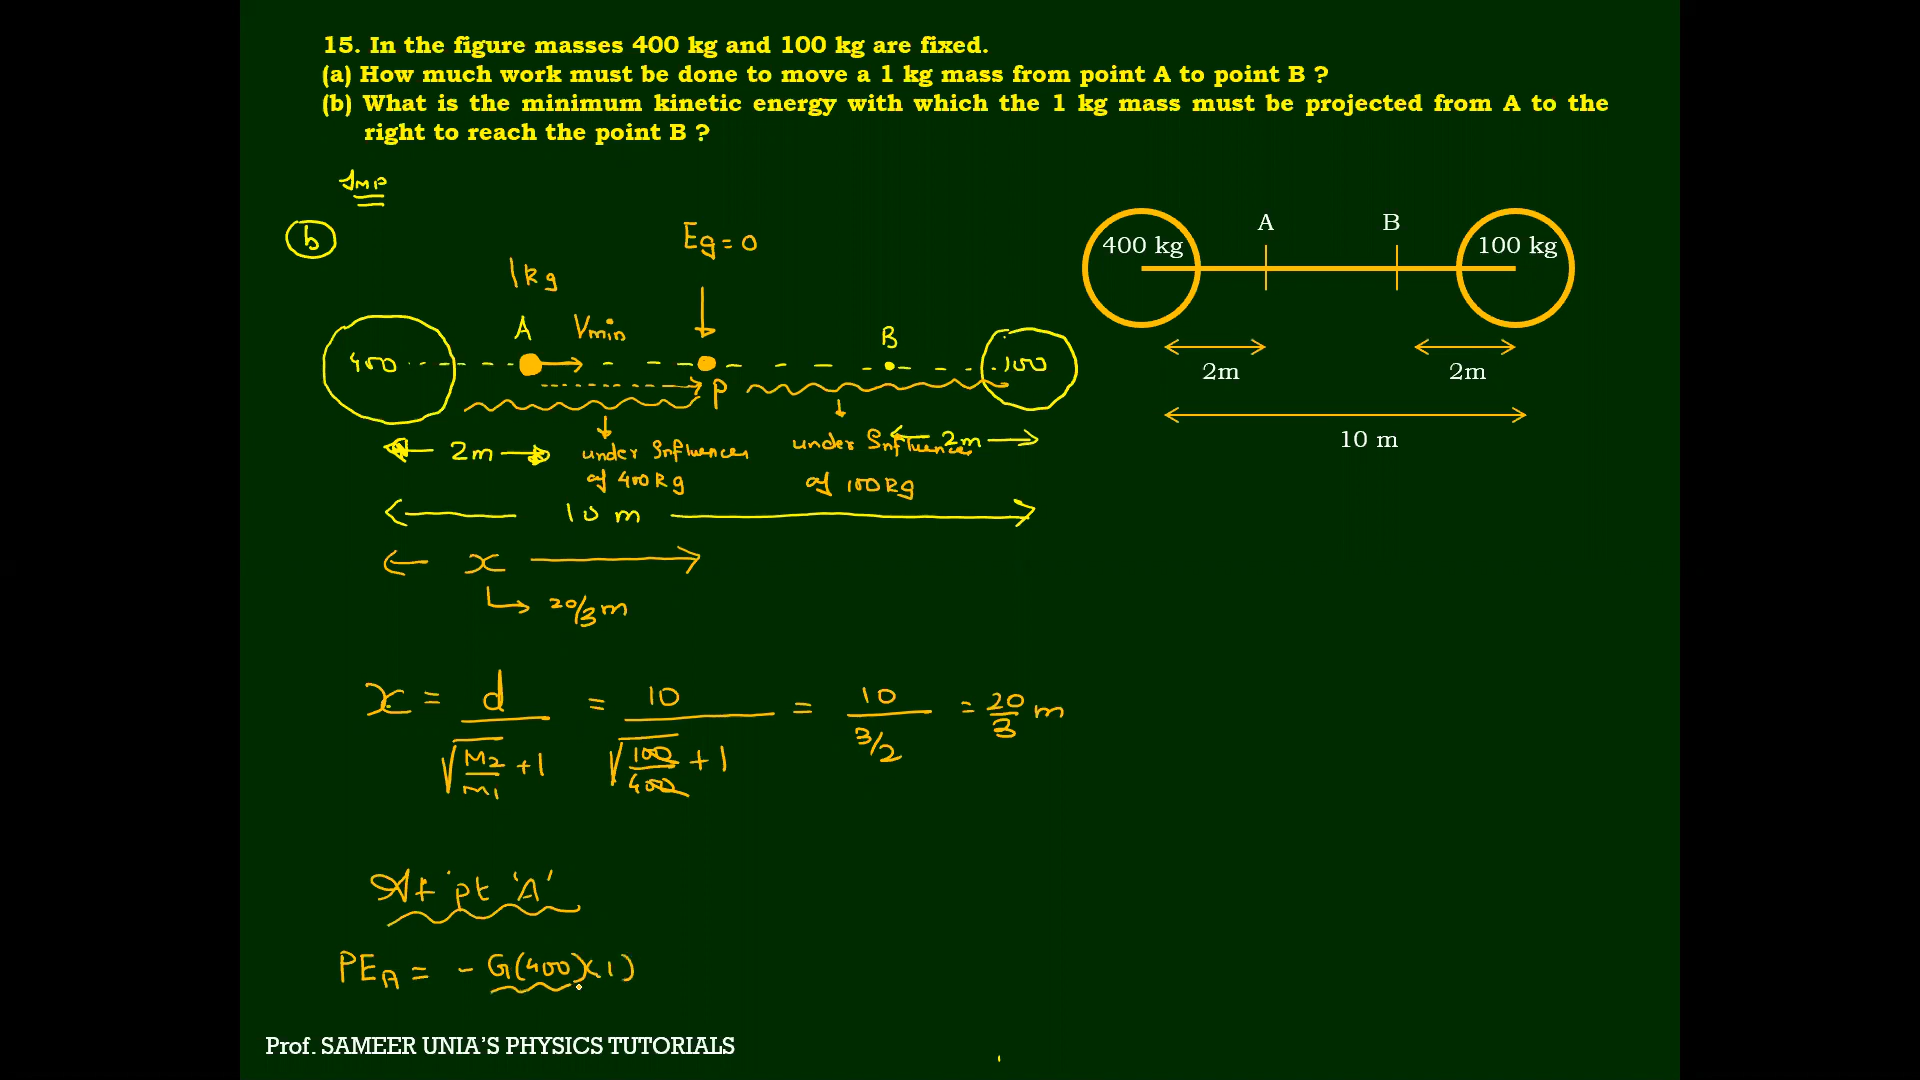 15. In the figure masses 400 kg and 100 kg are fixed.
(a) How much work must be done to move a 1 kg mass from point A to point B ?
(b) What is the minimum kinetic energy with which the 1 kg mass must be projected from A to the
right to reach the point B ?
Imp
b
Eg = 0
1kg
A
Vmin
B
400
100
P
2m
under Influences
of 400 kg
under Influences
of 100 kg
2m
10 m
x
20/3 m
A
B
400 kg
100 kg
2m
2m
10 m
x = d / (√(M2/M1) + 1) = 10 / (√(100/400) + 1) = 10 / (3/2) = 20/3 m
At pt 'A'
PEA = - G(400)(1)
Prof. SAMEER UNIA'S PHYSICS TUTORIALS